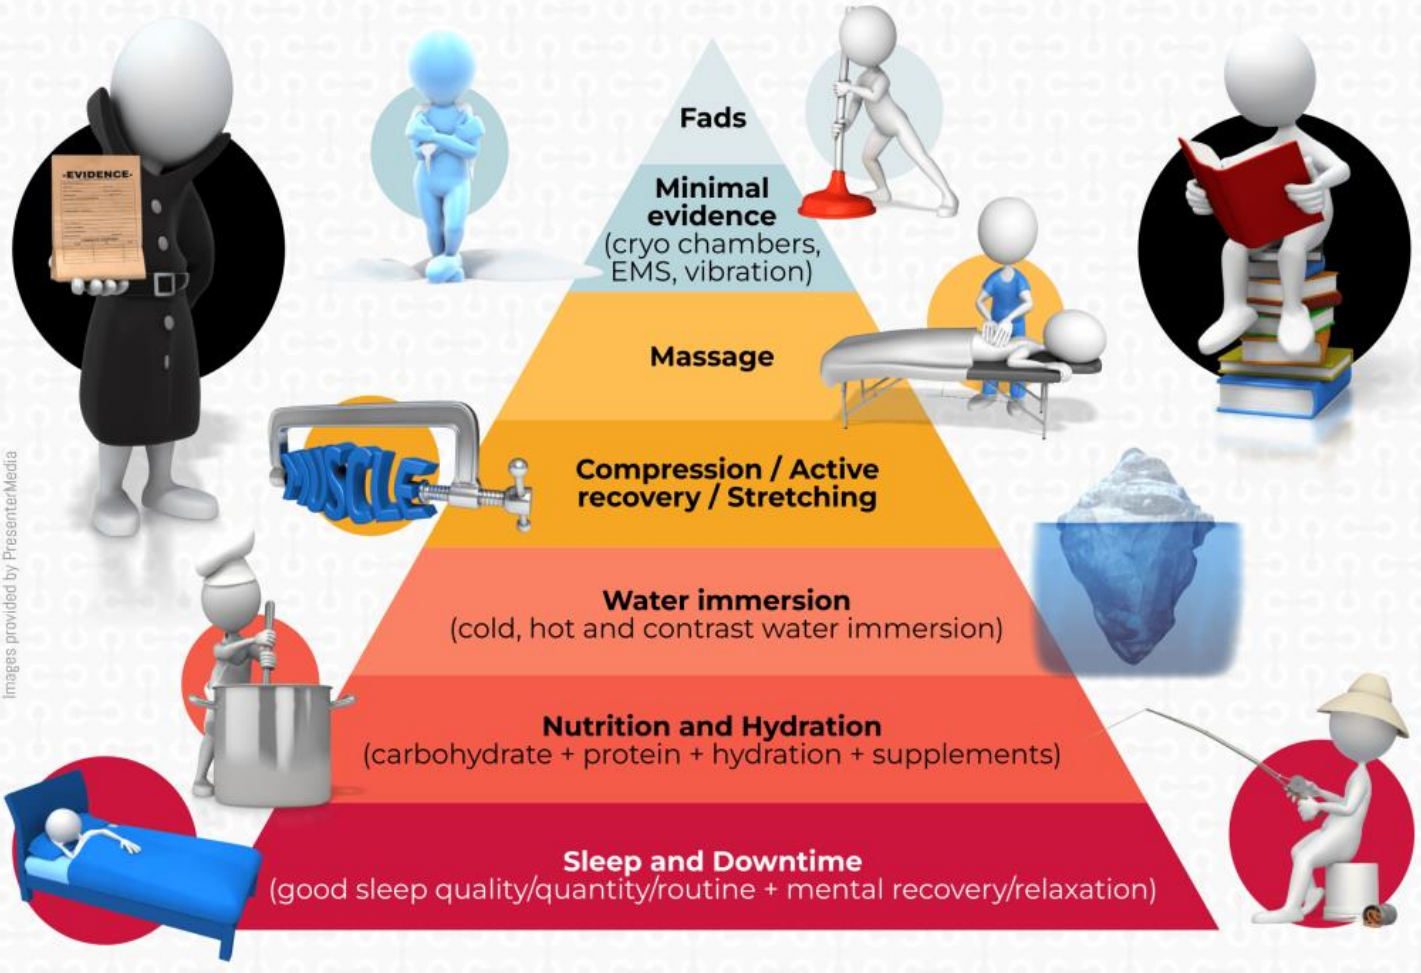 -EVIDENCE-
Fads
Minimal
evidence
(cryo chambers,
EMS, vibration)
Massage
MUSCLE
Compression / Active
recovery / Stretching
Water immersion
(cold, hot and contrast water immersion)
Nutrition and Hydration
(carbohydrate + protein + hydration + supplements)
Sleep and Downtime
(good sleep quality/quantity/routine + mental recovery/relaxation)
Images provided by PresenterMedia